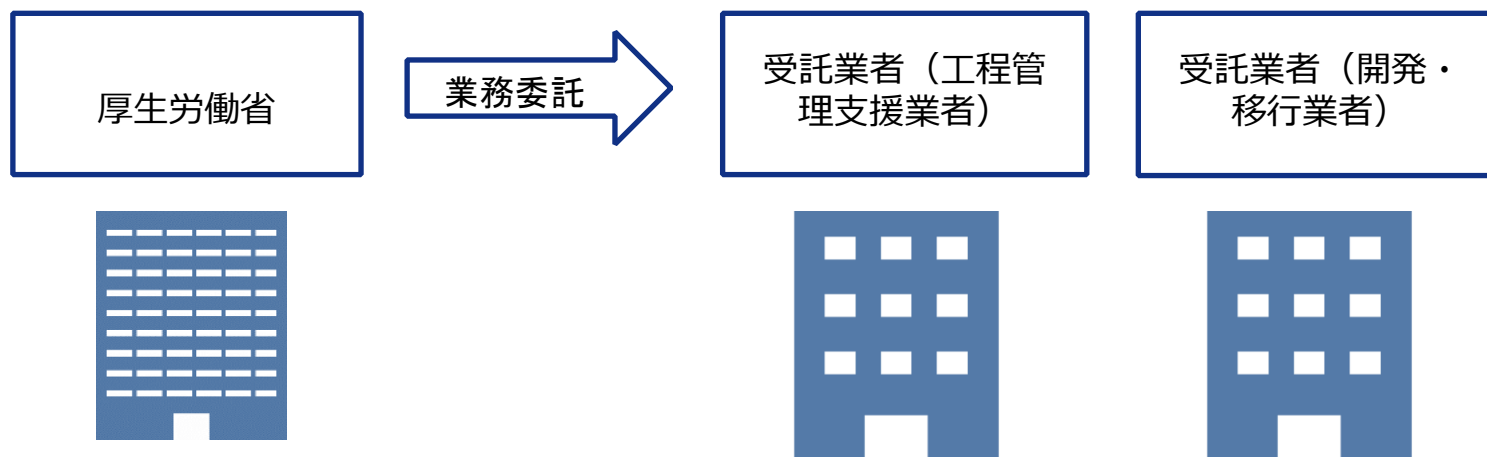 厚生労働省
業務委託
受託業者（工程管
理支援業者）
受託業者（開発・
移行業者）